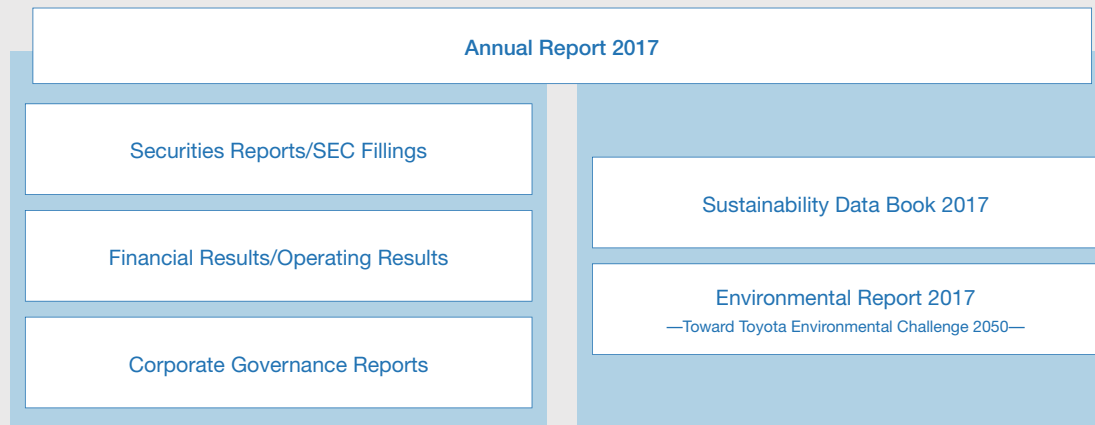 Annual Report 2017
Securities Reports/SEC Fillings
Financial Results/Operating Results
Corporate Governance Reports
Sustainability Data Book 2017
Environmental Report 2017
—Toward Toyota Environmental Challenge 2050—